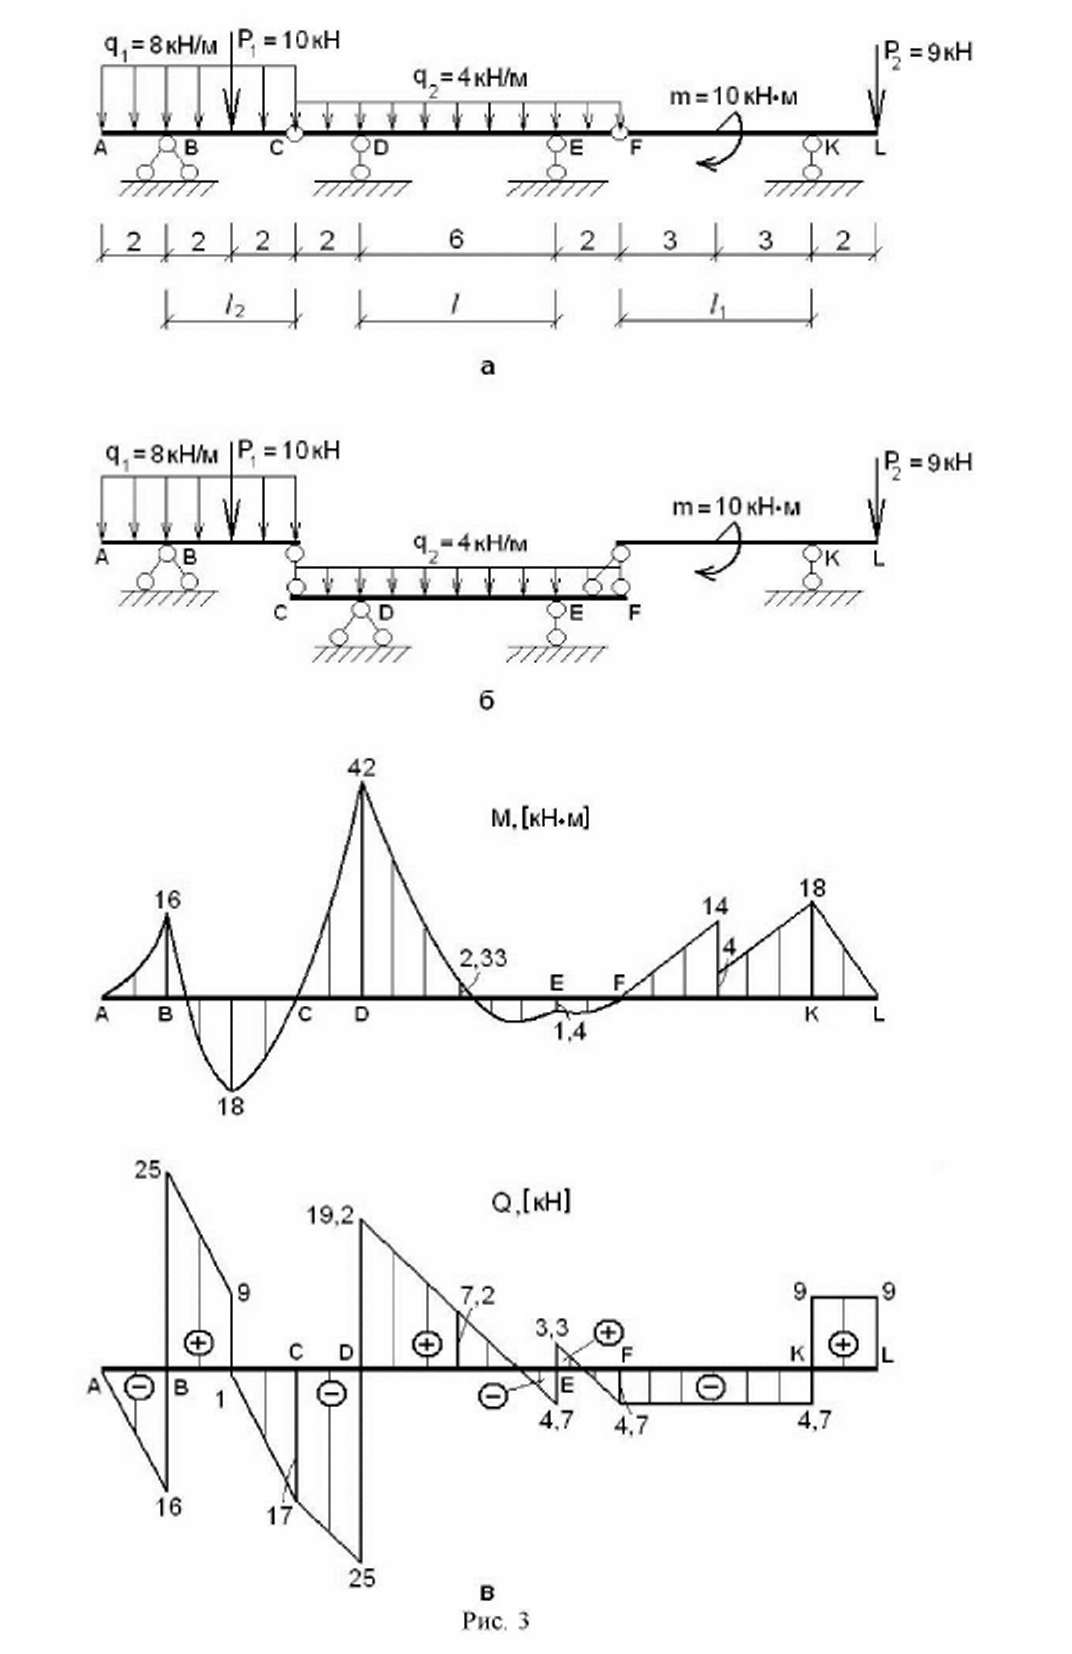 q₁ = 8 кН/м P₁ = 10 кН
P₂ = 9 кН
q₂ = 4 кН/м
m = 10 кН•м
A B C D E F K L
2 2 2 2 6 2 3 3 2
l₂ l l₁
а
q₁ = 8 кН/м P₁ = 10 кН
P₂ = 9 кН
m = 10 кН•м
q₂ = 4 кН/м
A B K L
C D E F
б
42
M, [кН•м]
16 18
14
4
2,33
E F
A B C D K L
1,4
18
25
Q, [кН]
19,2
9 7,2 9 9
3,3 +
+ C D + F K + L
A − B − − E −
1 4,7 4,7 4,7
17
16
25
в
Рис. 3